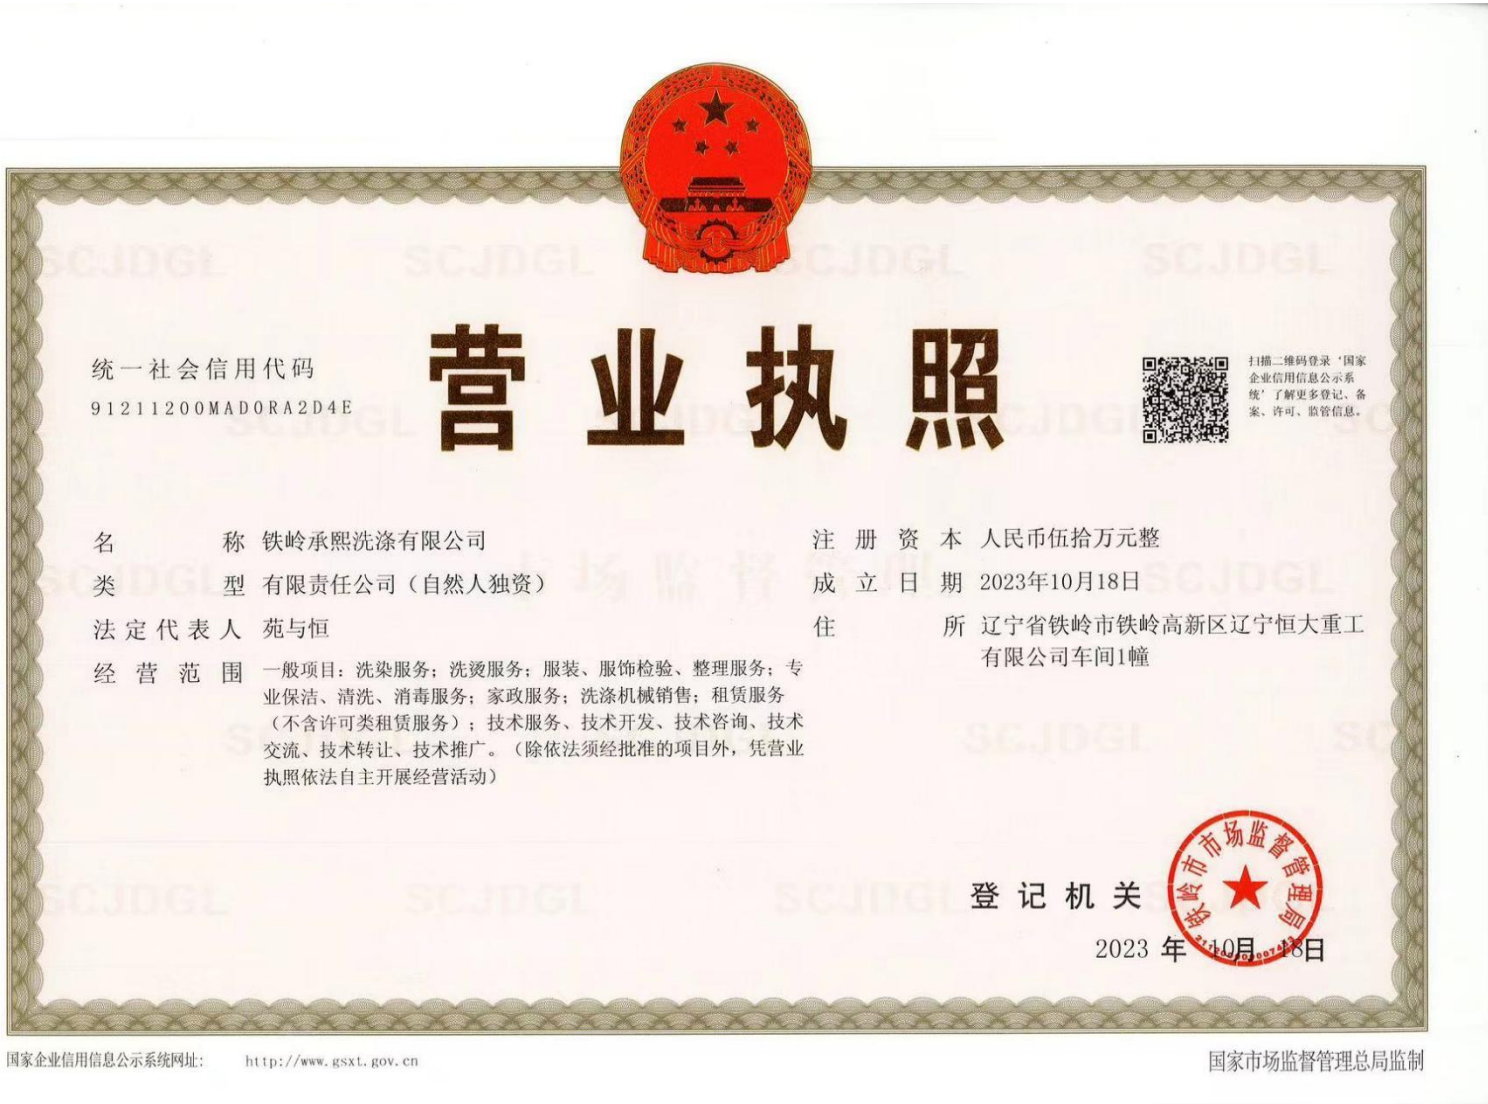 营业执照
统一社会信用代码
91211200MAD0RA2D4E
扫描二维码登录‘国家
企业信用信息公示系
统’了解更多登记、备
案、许可、监管信息。
名称 铁岭承熙洗涤有限公司
类型 有限责任公司（自然人独资）
法定代表人 苑与恒
经营范围 一般项目：洗染服务；洗烫服务；服装、服饰检验、整理服务；专
业保洁、清洗、消毒服务；家政服务；洗涤机械销售；租赁服务
（不含许可类租赁服务）；技术服务、技术开发、技术咨询、技术
交流、技术转让、技术推广。（除依法须经批准的项目外，凭营业
执照依法自主开展经营活动）
注册资本 人民币伍拾万元整
成立日期 2023年10月18日
住所 辽宁省铁岭市铁岭高新区辽宁恒大重工
有限公司车间1幢
登记机关
铁岭市市场监督管理局
2023 年 10月 18日
国家企业信用信息公示系统网址： http://www.gsxt.gov.cn
国家市场监督管理总局监制
SCJDGL
市场监督管理